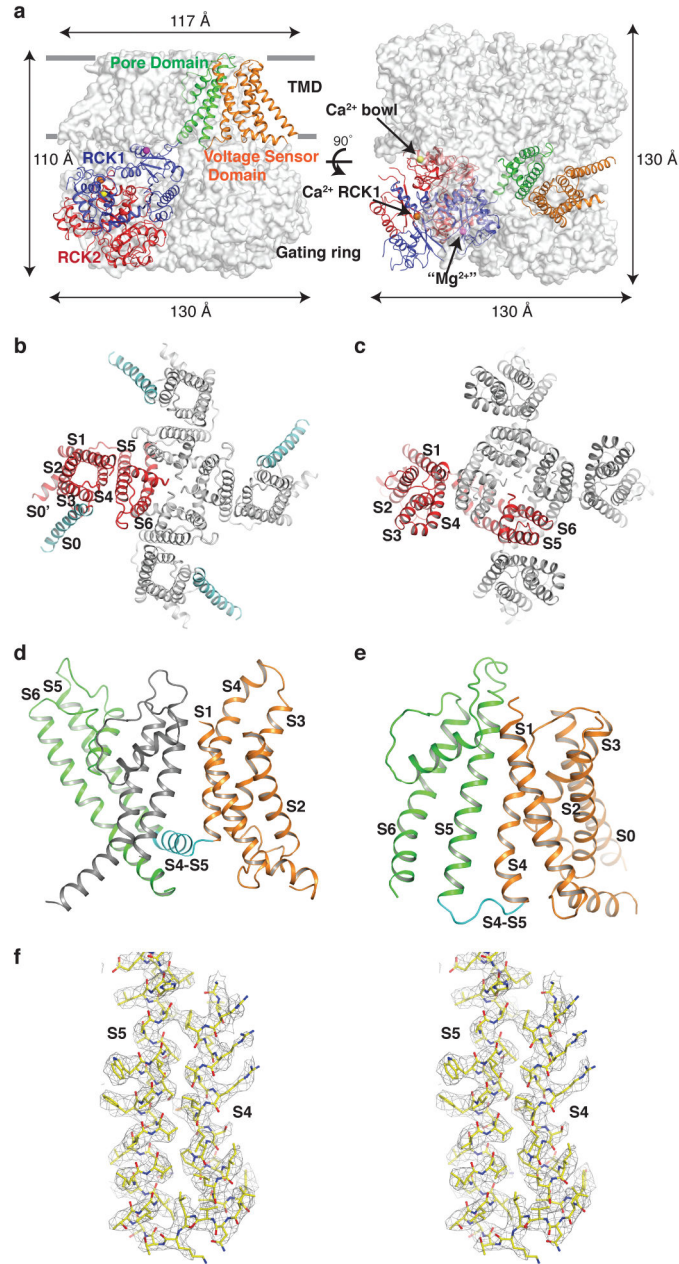 a
117 Å
Pore Domain
TMD
110 Å
RCK1
Voltage Sensor
Domain
RCK2
Gating ring
130 Å
90°
Ca²⁺ bowl
Ca²⁺ RCK1
“Mg²⁺”
130 Å
130 Å
b
S1
S5
S2
S3
S4
S0’
S6
S0
c
S1
S2
S4
S3
S6
S5
d
S5
S6
S4
S1
S3
S2
S4-S5
e
S1
S3
S2
S6
S5
S4
S0
S4-S5
f
S5
S4
S5
S4